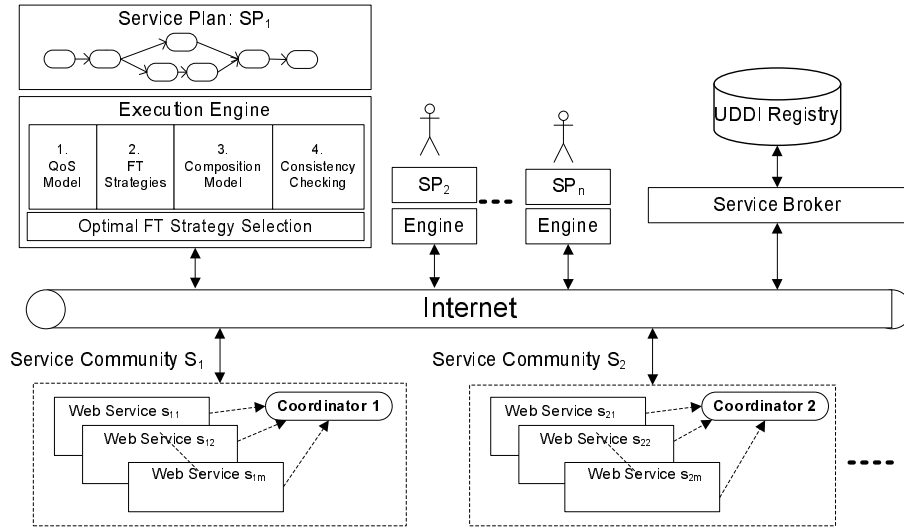 Service Plan: SP₁
Execution Engine
1.
QoS
Model
2.
FT
Strategies
3.
Composition
Model
4.
Consistency
Checking
Optimal FT Strategy Selection
SP₂
Engine
SPₙ
Engine
UDDI Registry
Service Broker
Internet
Service Community S₁
Web Service s₁₁
Web Service s₁₂
Web Service s₁ₘ
Coordinator 1
Service Community S₂
Web Service s₂₁
Web Service s₂₂
Web Service s₂ₘ
Coordinator 2